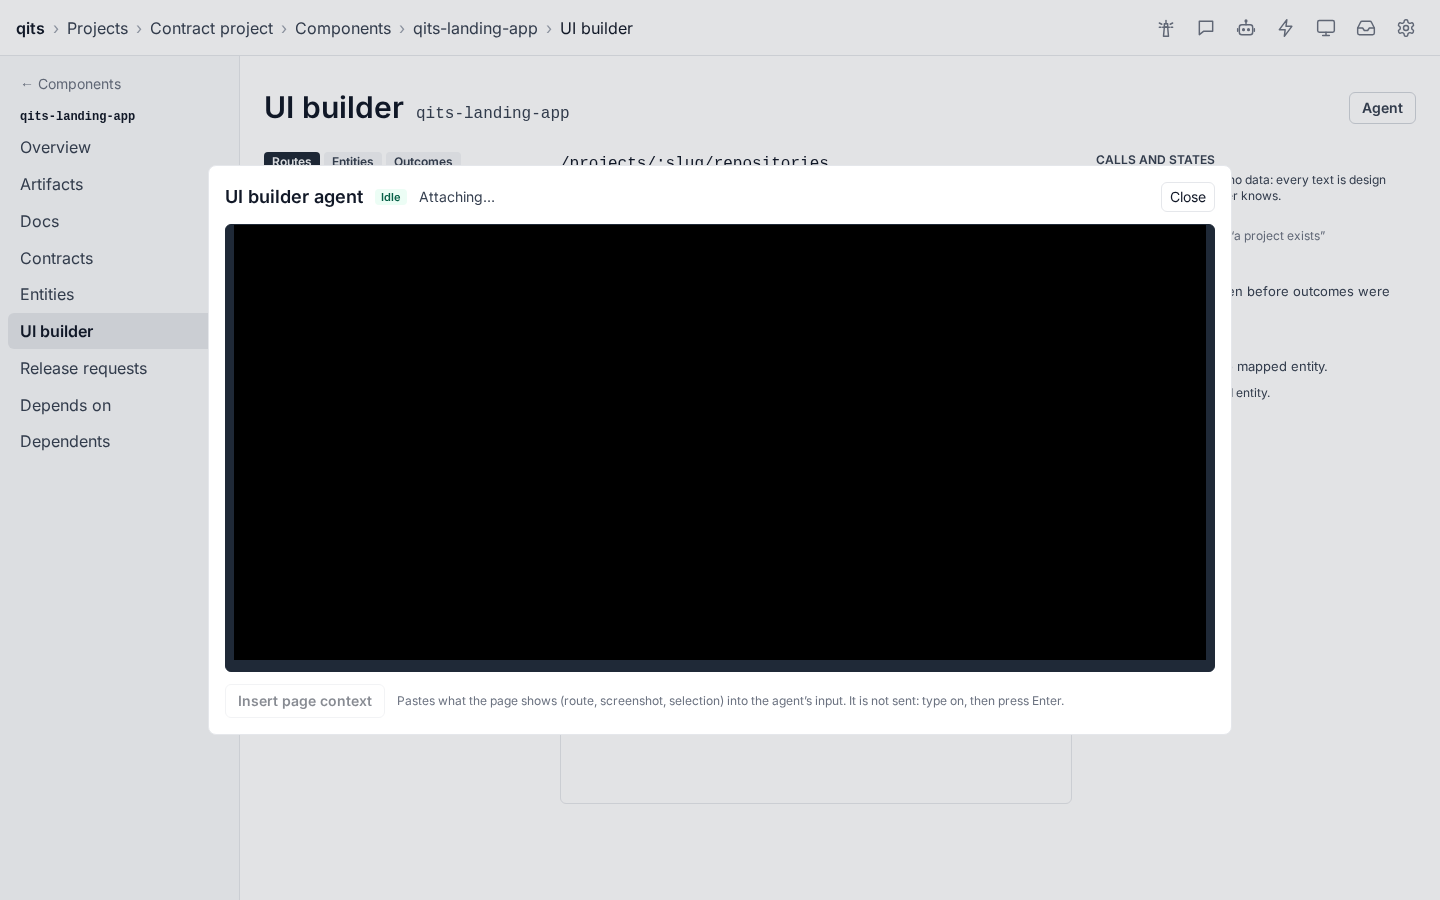 qits › Projects › Contract project › Components › qits-landing-app › UI builder
← Components
qits-landing-app
Overview
Artifacts
Docs
Contracts
Entities
UI builder
Release requests
Depends on
Dependents
UI builder qits-landing-app
Agent
Routes Entities Outcomes
/projects/:slug/repositories
CALLS AND STATES
no data: every text is design
knows.
“a project exists”
before outcomes were
mapped entity.
entity.
UI builder agent Idle Attaching…
Close
Insert page context Pastes what the page shows (route, screenshot, selection) into the agent’s input. It is not sent: type on, then press Enter.